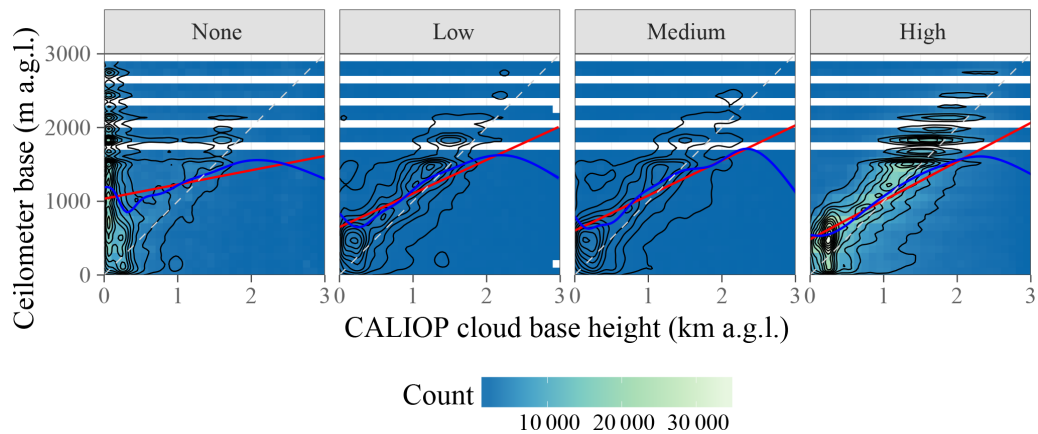 None Low Medium High
Ceilometer base (m a.g.l.)
3000
2000
1000
0
0 1 2 3 0 1 2 3 0 1 2 3 0 1 2 3
CALIOP cloud base height (km a.g.l.)
Count
10 000 20 000 30 000